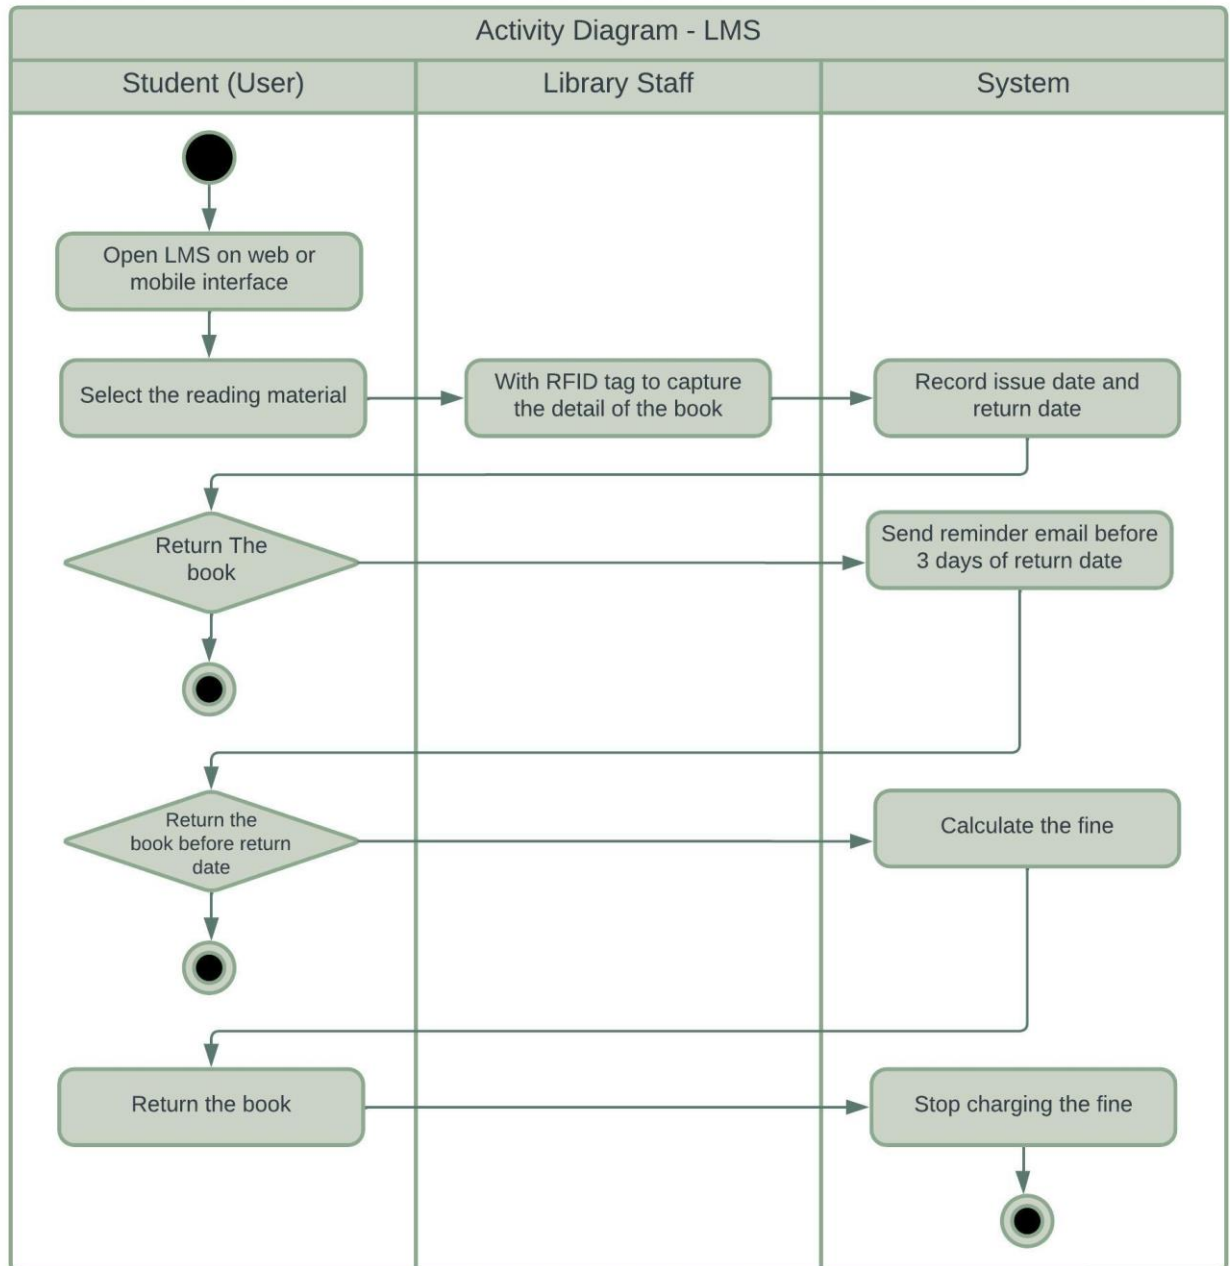 Activity Diagram - LMS
Student (User)
Library Staff
System
Open LMS on web or
mobile interface
Select the reading material
With RFID tag to capture
the detail of the book
Record issue date and
return date
Return The
book
Send reminder email before
3 days of return date
Return the
book before return
date
Calculate the fine
Return the book
Stop charging the fine